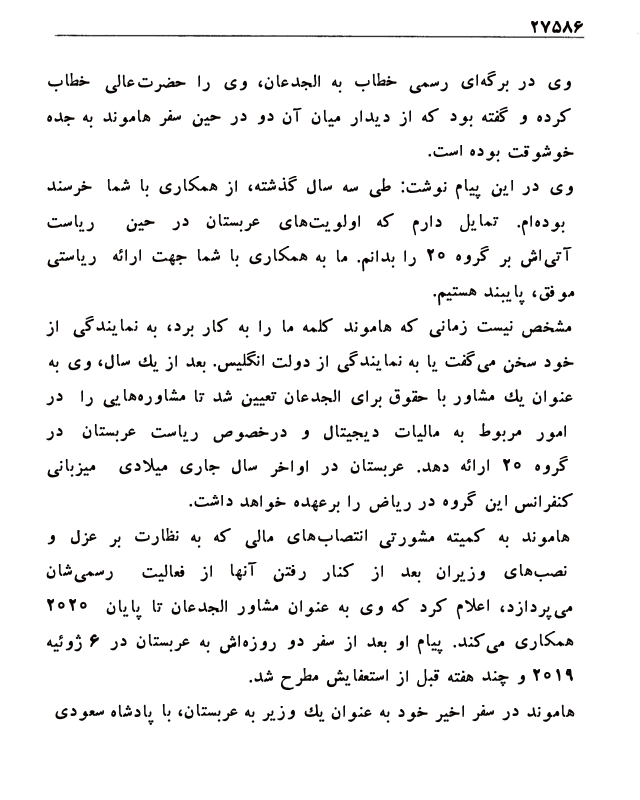 ۲۷۵۸۶
وی در برگه‌ای رسمی خطاب به الجدعان، وی را حضرت‌عالی خطاب
کرده و گفته بود که از دیدار میان آن دو در حین سفر هاموند به جده
خوشوقت بوده است.
وی در این پیام نوشت: طی سه سال گذشته، از همکاری با شما خرسند
بوده‌ام. تمایل دارم که اولویت‌های عربستان در حین ریاست
آتی‌اش بر گروه ۲۰ را بدانم. ما به همکاری با شما جهت ارائه ریاستی
موفق، پایبند هستیم.
مشخص نیست زمانی که هاموند کلمه ما را به کار برد، به نمایندگی از
خود سخن می‌گفت یا به نمایندگی از دولت انگلیس. بعد از یك سال، وی به
عنوان یك مشاور با حقوق برای الجدعان تعیین شد تا مشاوره‌هایی را در
امور مربوط به مالیات دیجیتال و درخصوص ریاست عربستان در
گروه ۲۰ ارائه دهد. عربستان در اواخر سال جاری میلادی میزبانی
کنفرانس این گروه در ریاض را برعهده خواهد داشت.
هاموند به کمیته مشورتی انتصاب‌های مالی که به نظارت بر عزل و
نصب‌های وزیران بعد از کنار رفتن آنها از فعالیت رسمی‌شان
می‌پردازد، اعلام کرد که وی به عنوان مشاور الجدعان تا پایان ۲۰۲۰
همکاری می‌کند. پیام او بعد از سفر دو روزه‌اش به عربستان در ۶ ژوئیه
۲۰۱۹ و چند هفته قبل از استعفایش مطرح شد.
هاموند در سفر اخیر خود به عنوان یك وزیر به عربستان، با پادشاه سعودی